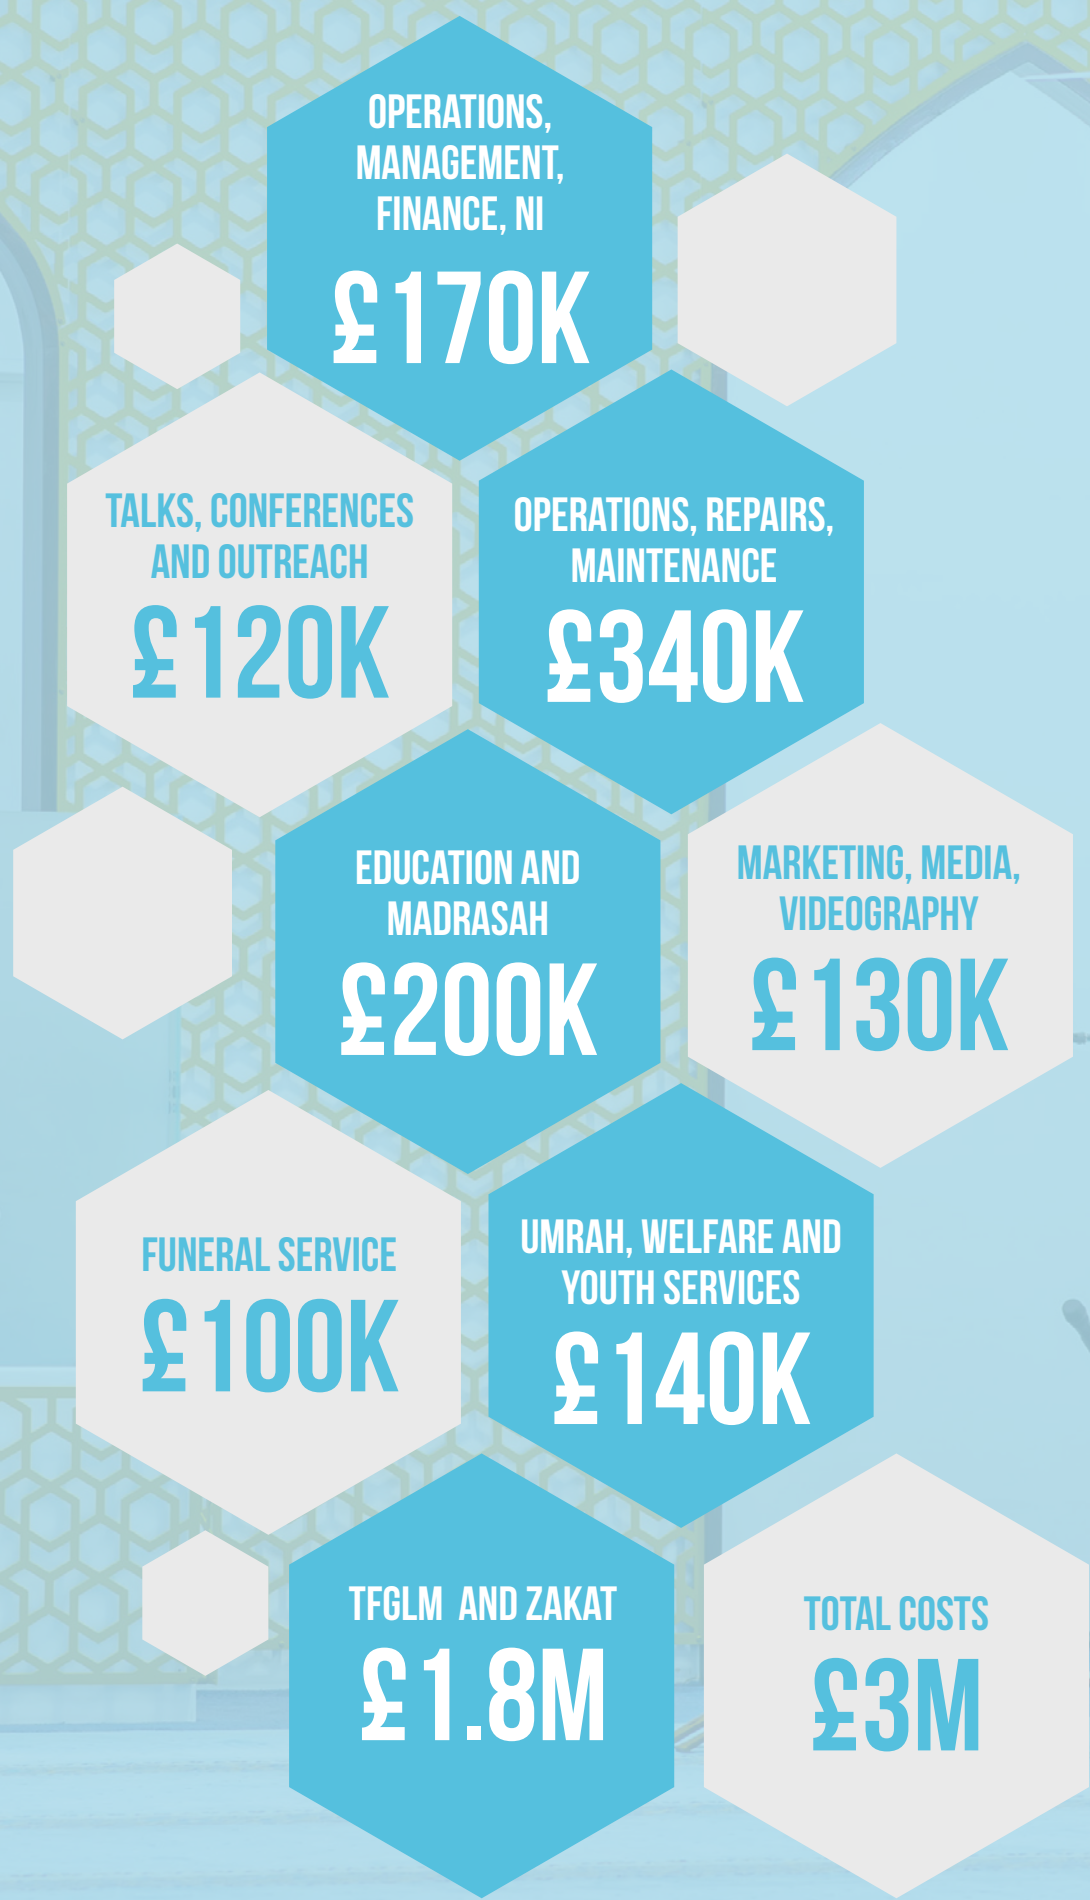 OPERATIONS,
MANAGEMENT,
FINANCE, NI
£170K
TALKS, CONFERENCES
AND OUTREACH
£120K
OPERATIONS, REPAIRS,
MAINTENANCE
£340K
EDUCATION AND
MADRASAH
£200K
MARKETING, MEDIA,
VIDEOGRAPHY
£130K
FUNERAL SERVICE
£100K
UMRAH, WELFARE AND
YOUTH SERVICES
£140K
TFGLM AND ZAKAT
£1.8M
TOTAL COSTS
£3M